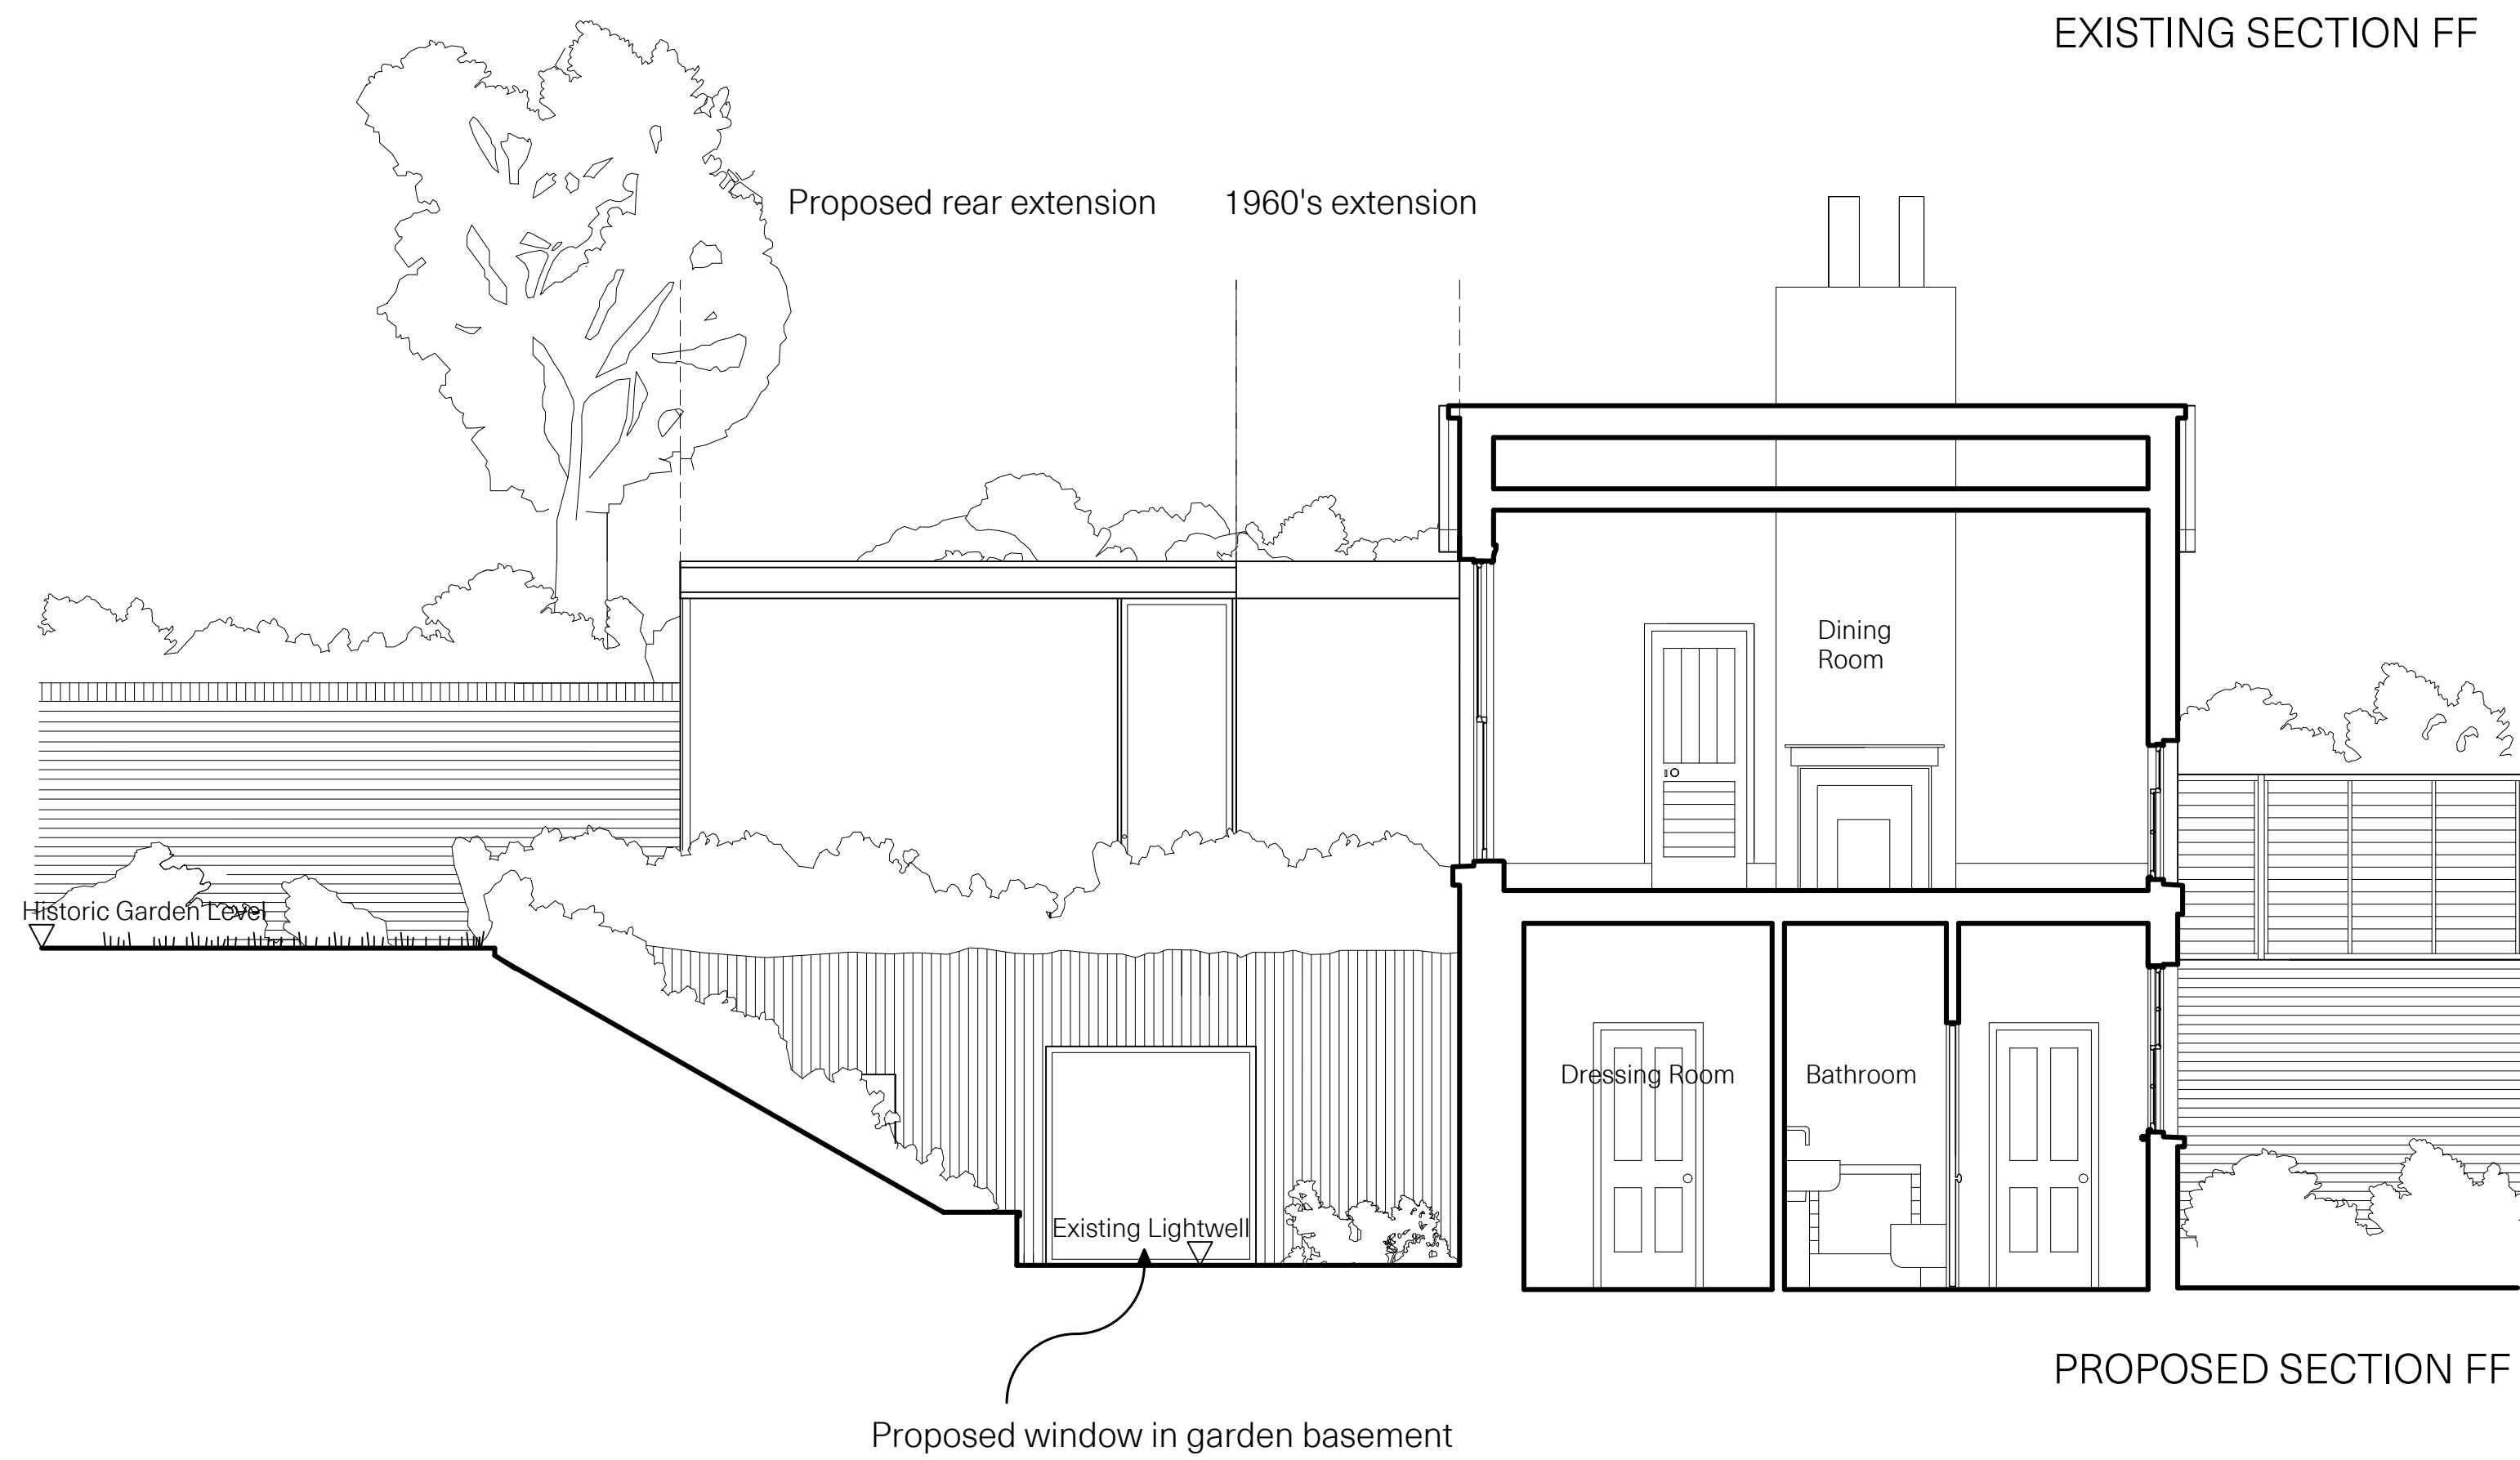 EXISTING SECTION FF
Proposed rear extension
1960's extension
Dining
Room
Historic Garden Level
Dressing Room
Bathroom
Existing Lightwell
PROPOSED SECTION FF
Proposed window in garden basement